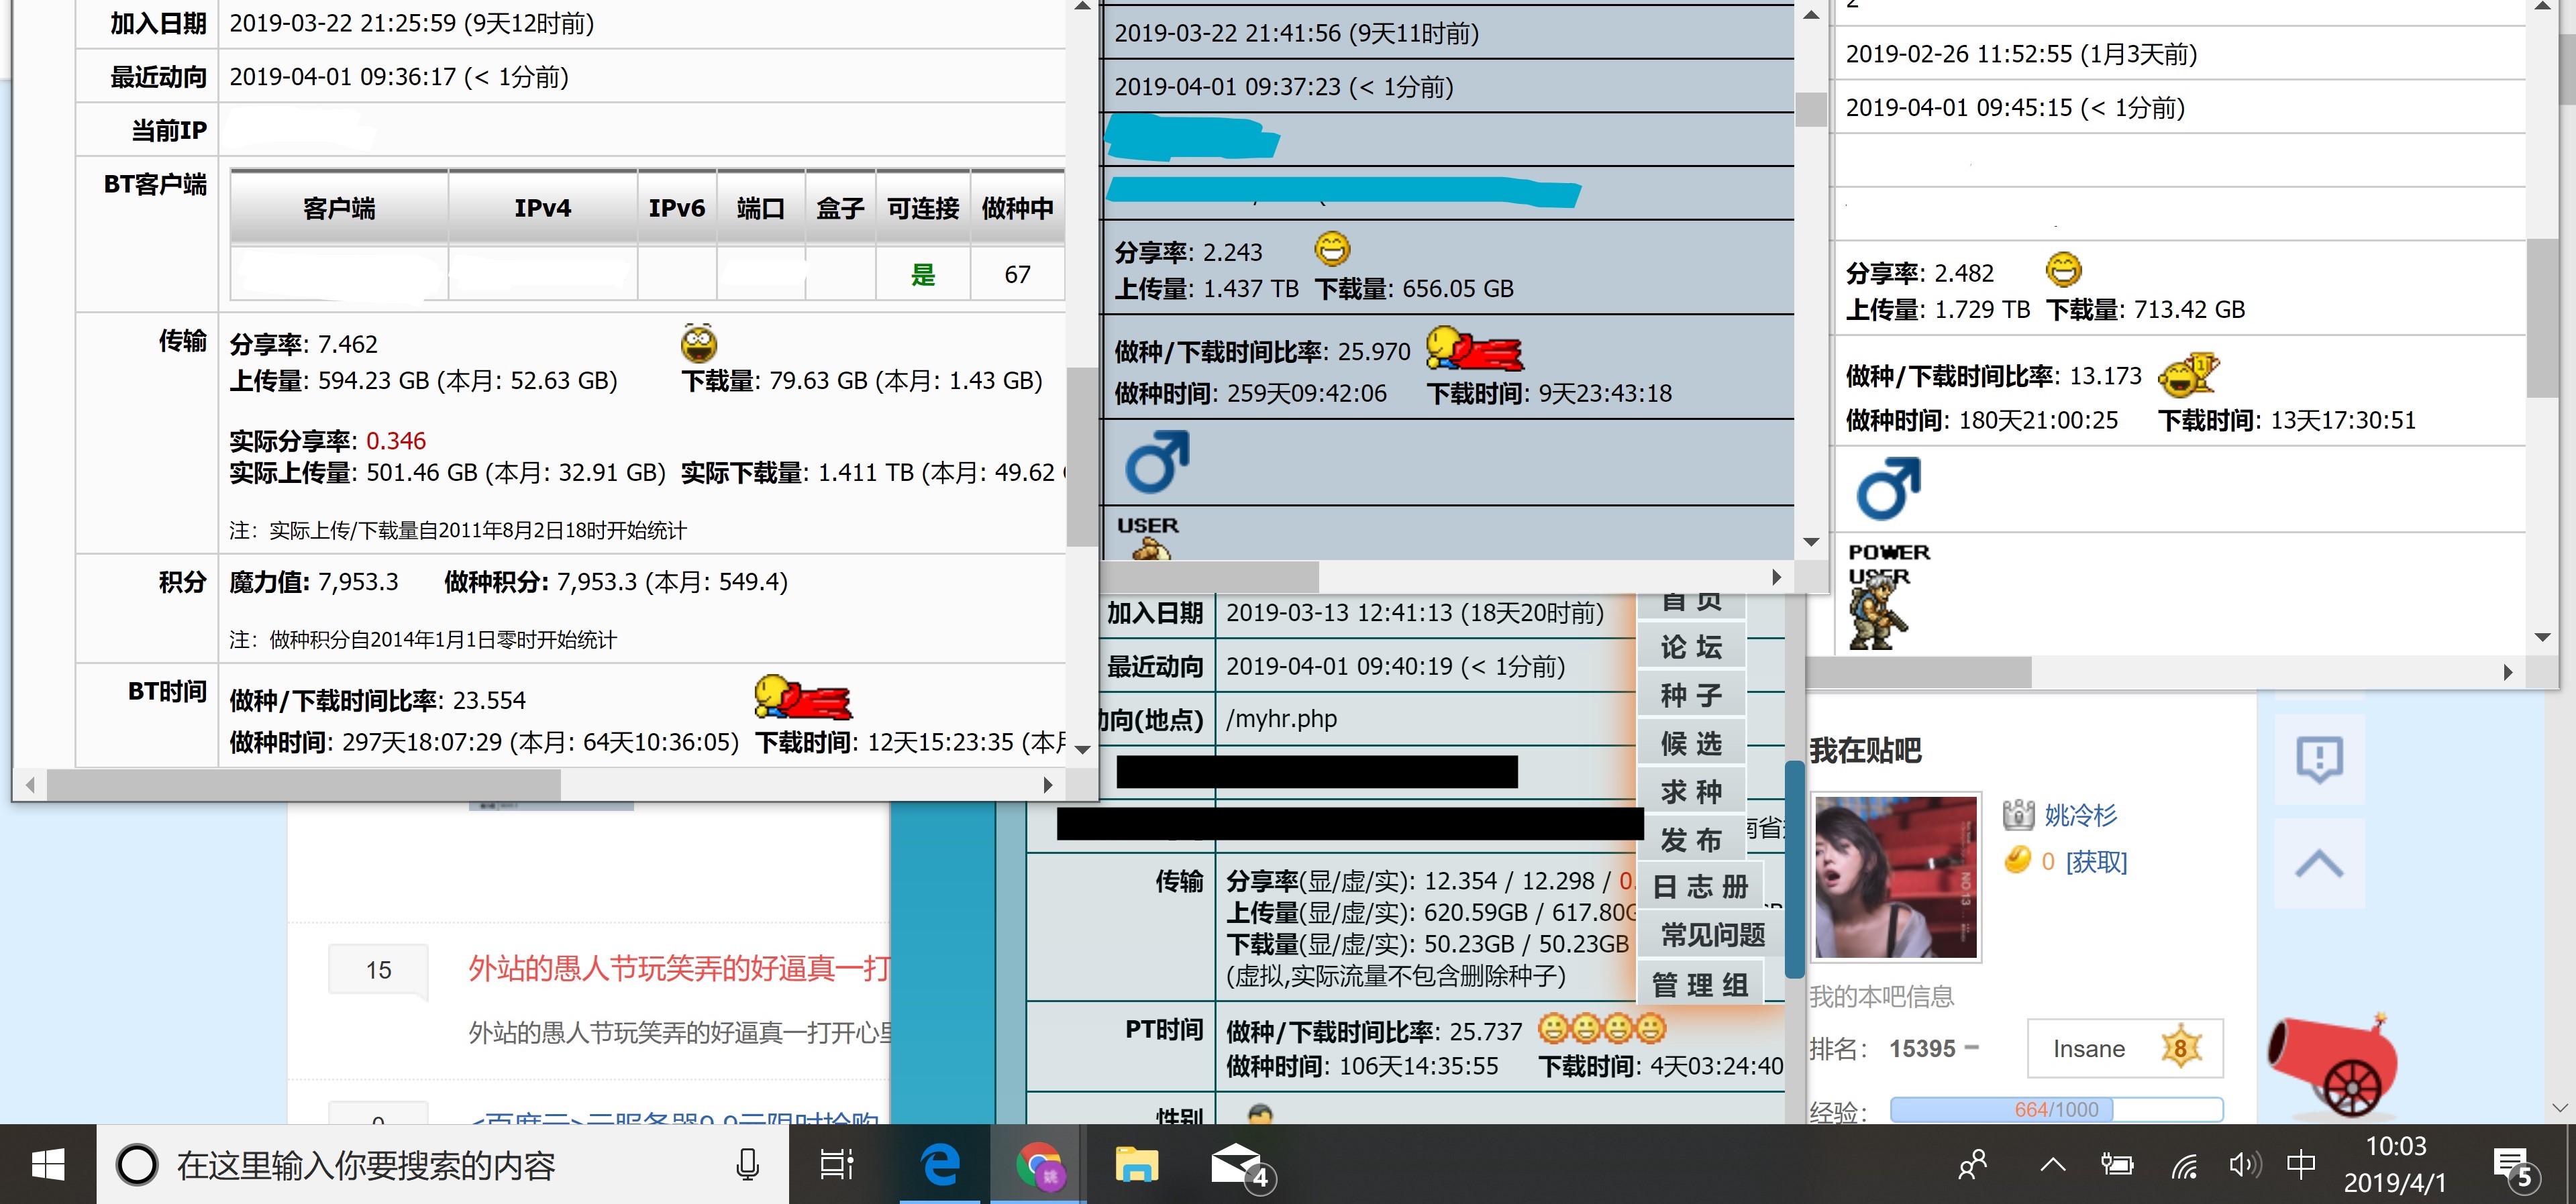 加入日期 2019-03-22 21:25:59 (9天12时前)
最近动向 2019-04-01 09:36:17 (< 1分前)
当前IP
BT客户端
客户端 IPv4 IPv6 端口 盒子 可连接 做种中
是 67
传输 分享率: 7.462
上传量: 594.23 GB (本月: 52.63 GB) 下载量: 79.63 GB (本月: 1.43 GB)
实际分享率: 0.346
实际上传量: 501.46 GB (本月: 32.91 GB) 实际下载量: 1.411 TB (本月: 49.62
注：实际上传/下载量自2011年8月2日18时开始统计
积分 魔力值: 7,953.3 做种积分: 7,953.3 (本月: 549.4)
注：做种积分自2014年1月1日零时开始统计
BT时间 做种/下载时间比率: 23.554
做种时间: 297天18:07:29 (本月: 64天10:36:05) 下载时间: 12天15:23:35 (本月
2019-03-22 21:41:56 (9天11时前)
2019-04-01 09:37:23 (< 1分前)
分享率: 2.243
上传量: 1.437 TB 下载量: 656.05 GB
做种/下载时间比率: 25.970
做种时间: 259天09:42:06 下载时间: 9天23:43:18
USER
2019-02-26 11:52:55 (1月3天前)
2019-04-01 09:45:15 (< 1分前)
分享率: 2.482
上传量: 1.729 TB 下载量: 713.42 GB
做种/下载时间比率: 13.173
做种时间: 180天21:00:25 下载时间: 13天17:30:51
POWER
USER
加入日期 2019-03-13 12:41:13 (18天20时前)
最近动向 2019-04-01 09:40:19 (< 1分前)
动向(地点) /myhr.php
南省
传输 分享率(显/虚/实): 12.354 / 12.298 / 0.
上传量(显/虚/实): 620.59GB / 617.80G
下载量(显/虚/实): 50.23GB / 50.23GB
(虚拟,实际流量不包含删除种子)
PT时间 做种/下载时间比率: 25.737
做种时间: 106天14:35:55 下载时间: 4天03:24:40
性别
首 页
论 坛
种 子
候 选
求 种
发 布
日 志 册
常见问题
管 理 组
15 外站的愚人节玩笑弄的好逼真一打
外站的愚人节玩笑弄的好逼真一打开心里
0 <百度云>云服务器9.9元限时抢购
我在贴吧
姚冷杉
0 [获取]
NO.13
我的本吧信息
排名: 15395 Insane 8
经验: 664/1000
在这里输入你要搜索的内容
姚
4
中
10:03
2019/4/1
5